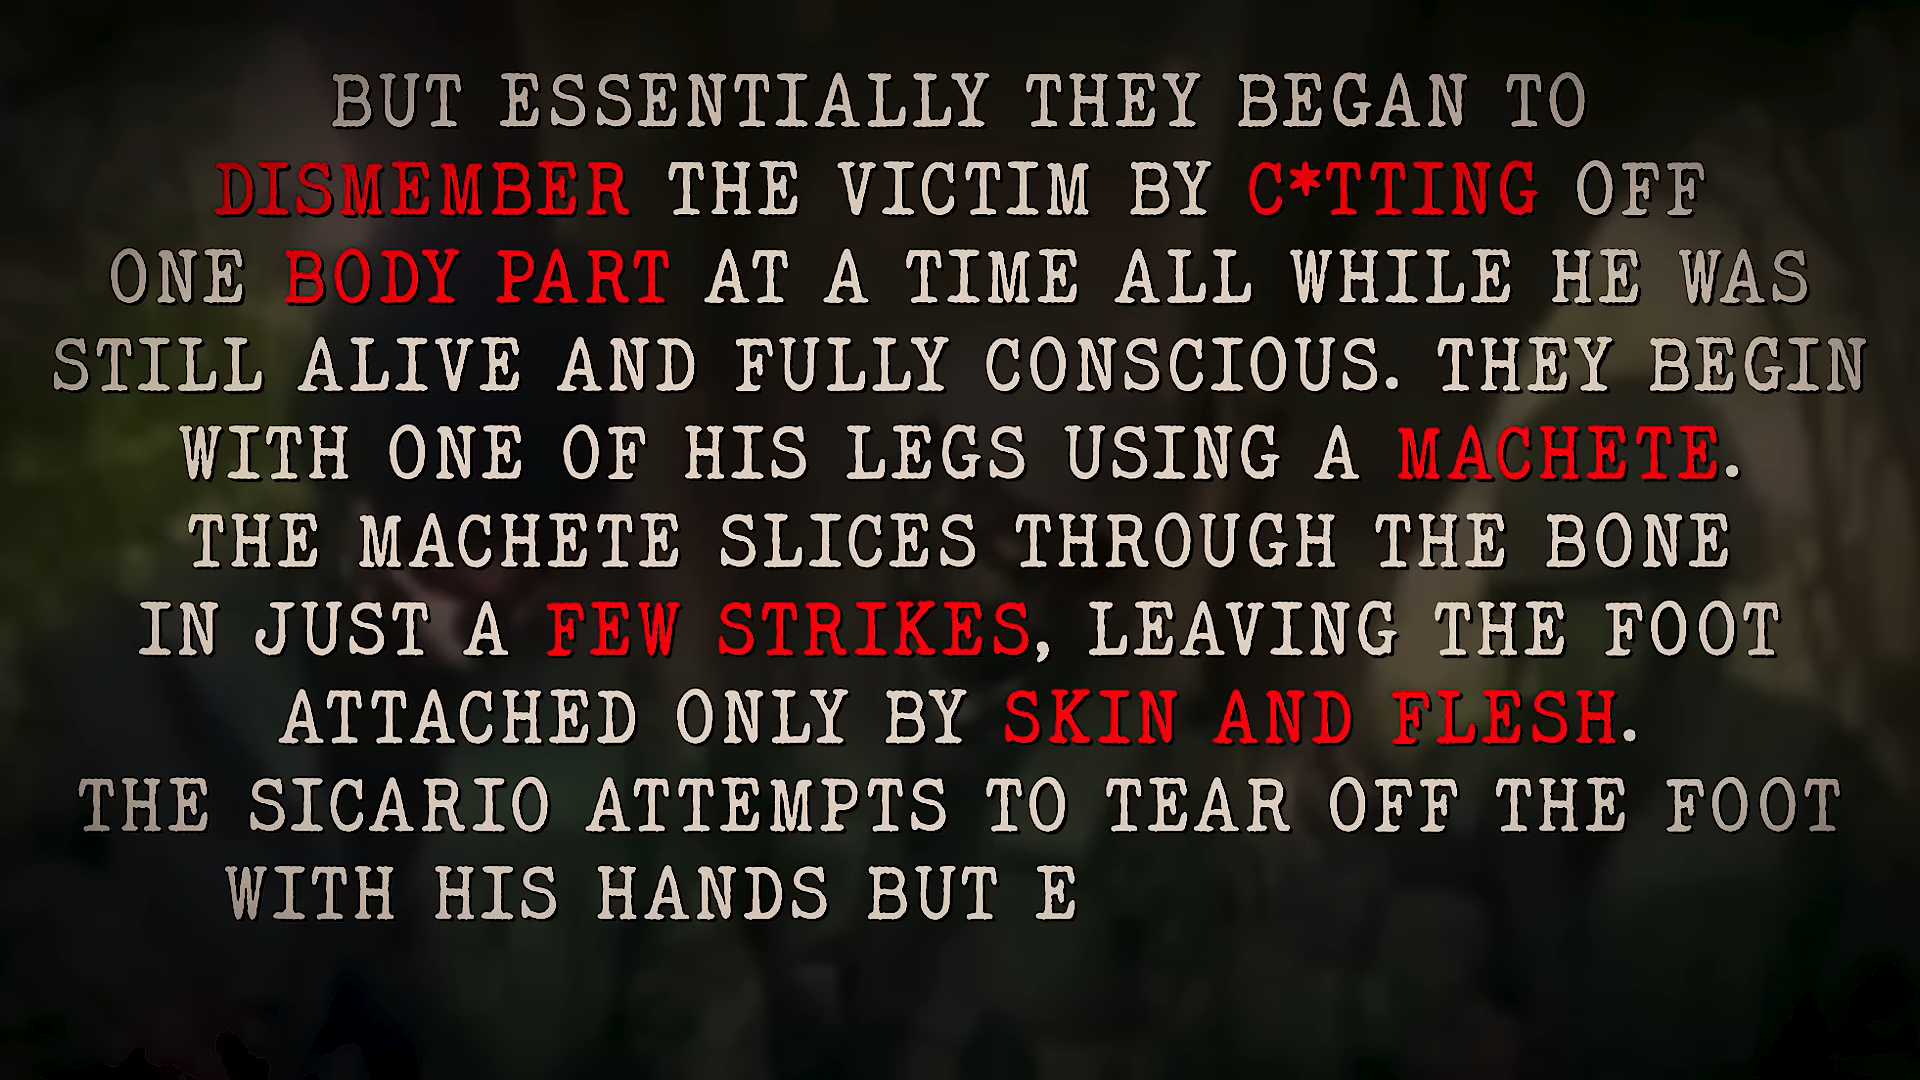 BUT ESSENTIALLY THEY BEGAN TO
DISMEMBER THE VICTIM BY C*TTING OFF
ONE BODY PART AT A TIME ALL WHILE HE WAS
STILL ALIVE AND FULLY CONSCIOUS. THEY BEGIN
WITH ONE OF HIS LEGS USING A MACHETE.
THE MACHETE SLICES THROUGH THE BONE
IN JUST A FEW STRIKES, LEAVING THE FOOT
ATTACHED ONLY BY SKIN AND FLESH.
THE SICARIO ATTEMPTS TO TEAR OFF THE FOOT
WITH HIS HANDS BUT E